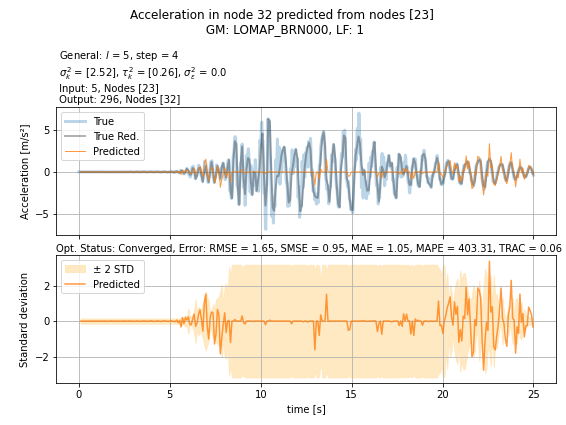 Acceleration in node 32 predicted from nodes [23]
GM: LOMAP_BRN000, LF: 1
General: l = 5, step = 4
σ²ₖ = [2.52], τ²ₖ = [0.26], σ²ε = 0.0
Input: 5, Nodes [23]
Output: 296, Nodes [32]
True
True Red.
Predicted
Acceleration [m/s²]
5
0
−5
Opt. Status: Converged, Error: RMSE = 1.65, SMSE = 0.95, MAE = 1.05, MAPE = 403.31, TRAC = 0.06
± 2 STD
Predicted
Standard deviation
2
0
−2
0 5 10 15 20 25
time [s]